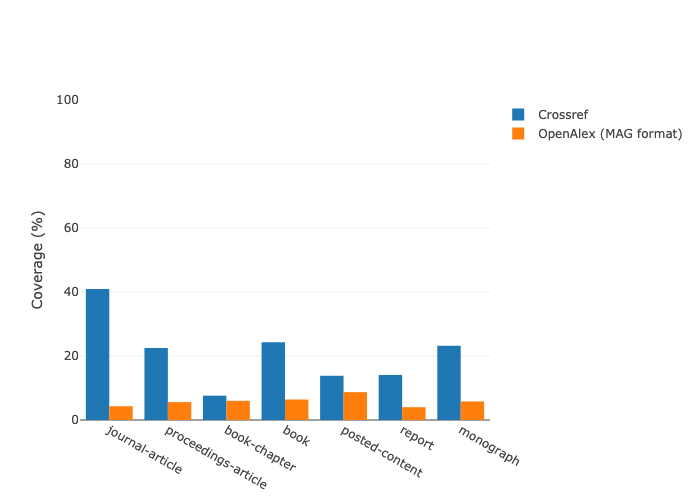 100
80
60
40
20
0
Coverage (%)
journal-article
proceedings-article
book-chapter
book
posted-content
report
monograph
Crossref
OpenAlex (MAG format)